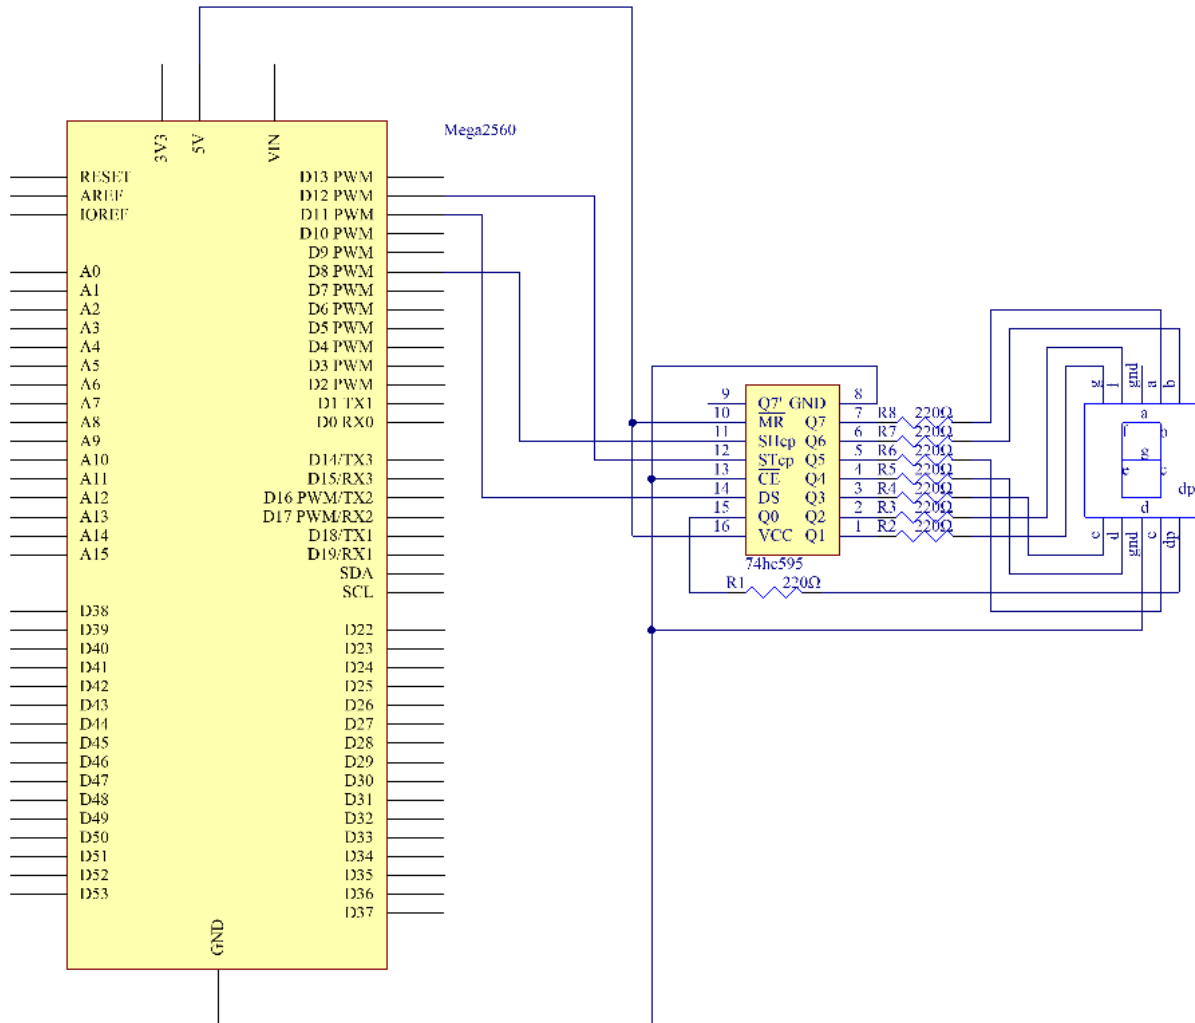 Mega2560
3V3
5V
VIN
RESET
AREF
IOREF
A0
A1
A2
A3
A4
A5
A6
A7
A8
A9
A10
A11
A12
A13
A14
A15
D38
D39
D40
D41
D42
D43
D44
D45
D46
D47
D48
D49
D50
D51
D52
D53
D13 PWM
D12 PWM
D11 PWM
D10 PWM
D9 PWM
D8 PWM
D7 PWM
D6 PWM
D5 PWM
D4 PWM
D3 PWM
D2 PWM
D1 TX1
D0 RX0
D14/TX3
D15/RX3
D16 PWM/TX2
D17 PWM/RX2
D18/TX1
D19/RX1
SDA
SCL
D22
D23
D24
D25
D26
D27
D28
D29
D30
D31
D32
D33
D34
D35
D36
D37
GND
9 Q7' GND 8
10 MR Q7 7 R8 220Ω
11 SHcp Q6 6 R7 220Ω
12 STcp Q5 5 R6 220Ω
13 CE Q4 4 R5 220Ω
14 DS Q3 3 R4 220Ω
15 Q0 Q2 2 R3 220Ω
16 VCC Q1 1 R2 220Ω
74hc595
R1 220Ω
g f gnd a b
a
f b
g
e c
dp
d
e d gnd c dp